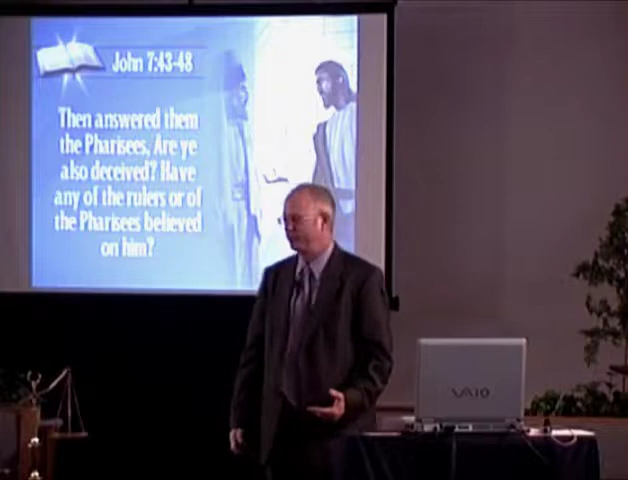 John 7:43-48
Then answered them
the Pharisees, Are ye
also deceived? Have
any of the rulers or of
the Pharisees believed
on him?
VAIO